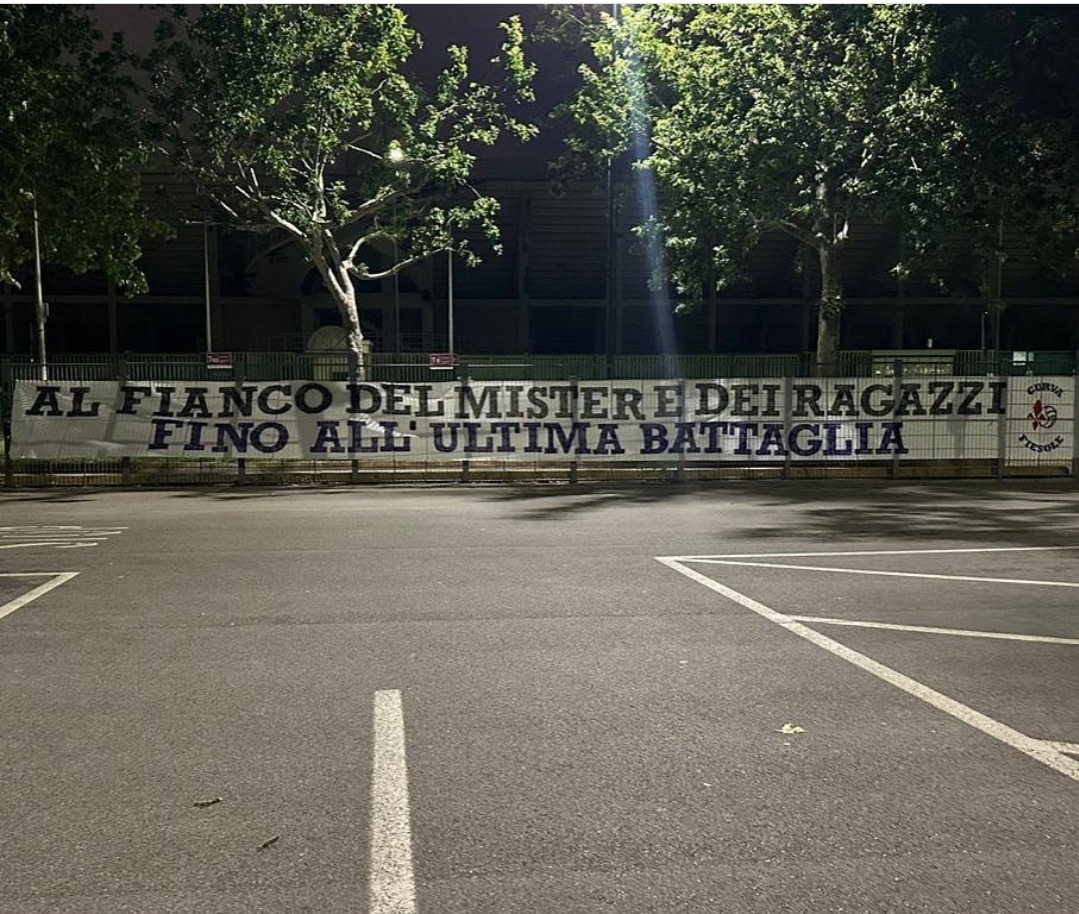 AL FIANCO DEL MISTER E DEI RAGAZZI
FINO ALL'ULTIMA BATTAGLIA
CURVA
FIESOLE